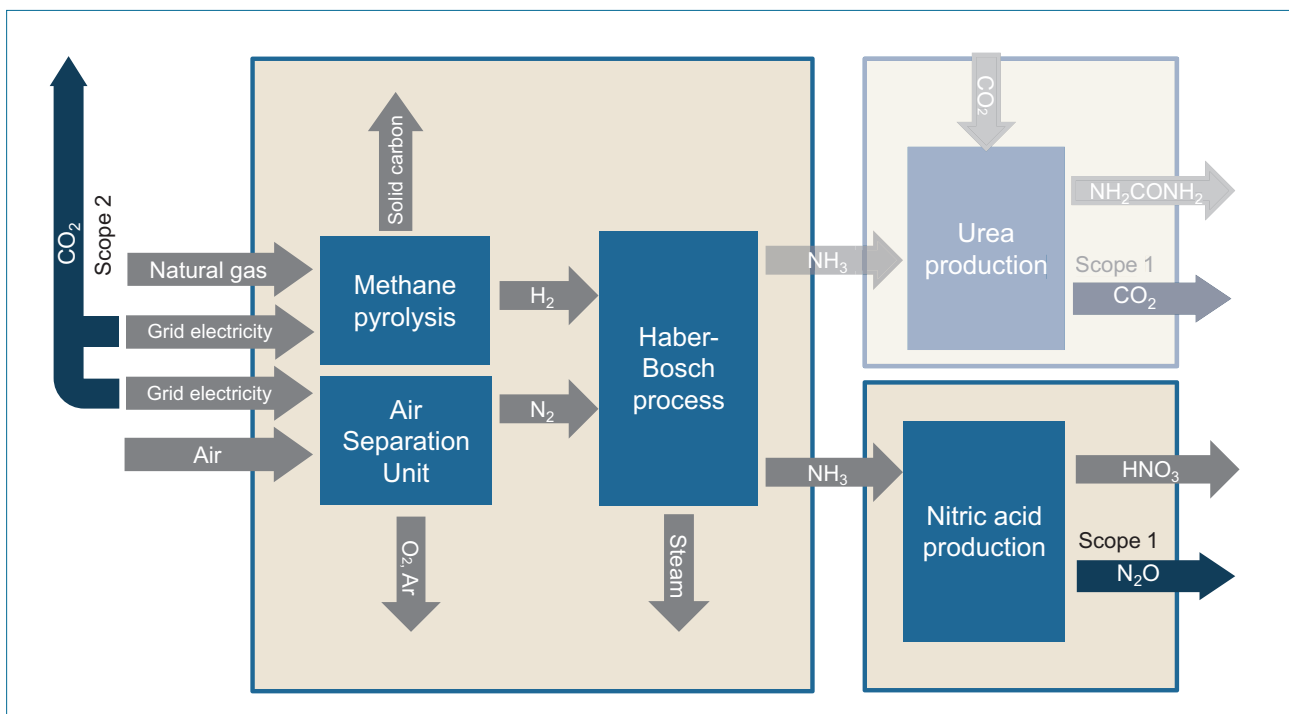 CO₂
Scope 2
Natural gas
Grid electricity
Grid electricity
Air
Solid carbon
Methane
pyrolysis
Air
Separation
Unit
O₂, Ar
H₂
N₂
Haber-
Bosch
process
Steam
NH₃
NH₃
CO₂
Urea
production
NH₂CONH₂
Scope 1
CO₂
Nitric acid
production
HNO₃
Scope 1
N₂O